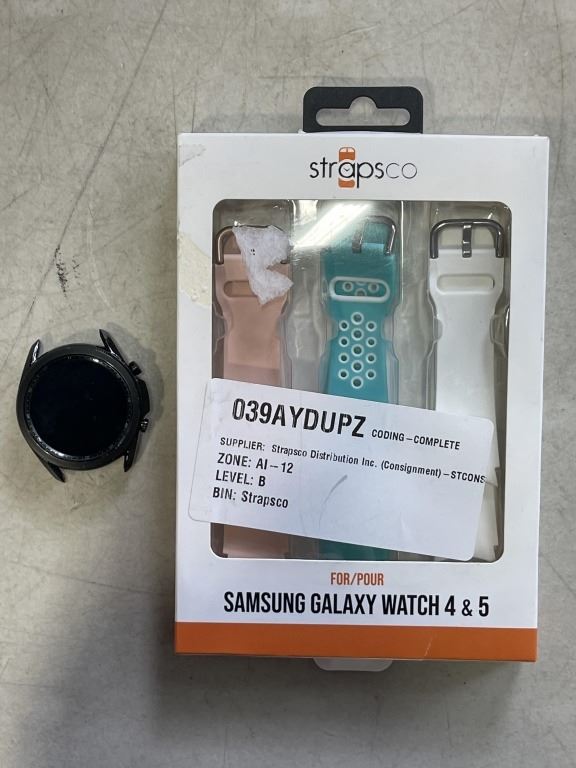 strapsco
039AYDUPZ CODING-COMPLETE
SUPPLIER: Strapsco Distribution Inc. (Consignment)-STCONS
ZONE: AI-12
LEVEL: B
BIN: Strapsco
FOR/POUR
SAMSUNG GALAXY WATCH 4 & 5